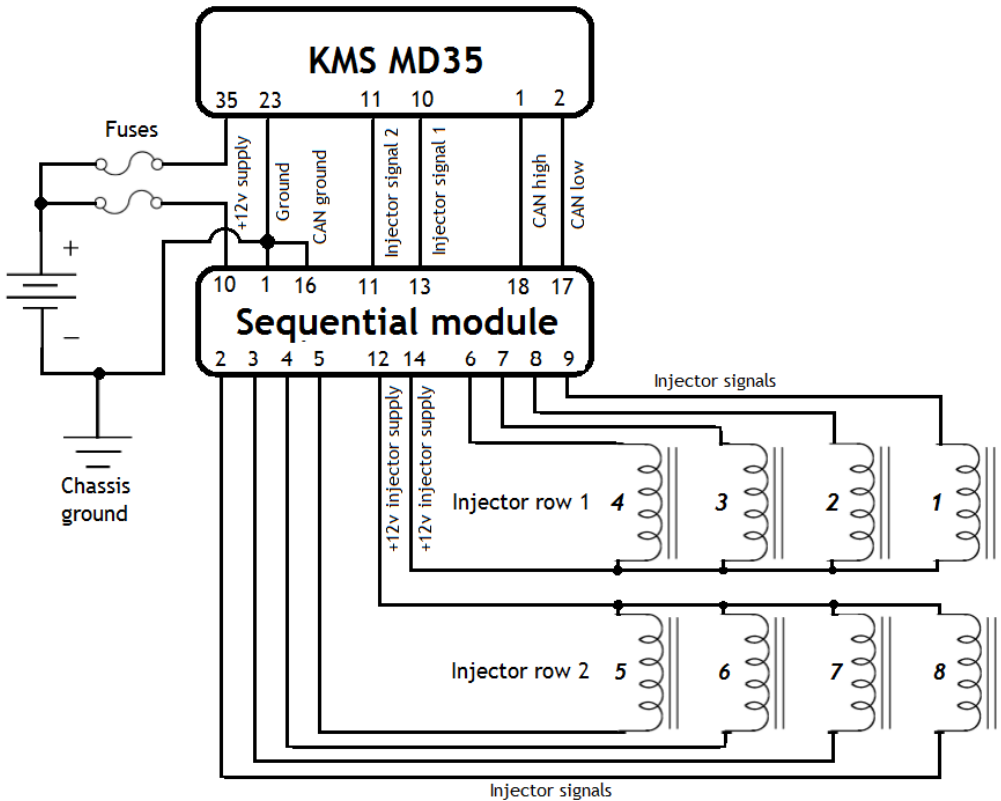 KMS MD35
35 23 11 10 1 2
Fuses
+12v supply
Ground
CAN ground
Injector signal 2
Injector signal 1
CAN high
CAN low
+
−
10 1 16 11 13 18 17
Sequential module
2 3 4 5 12 14 6 7 8 9
Injector signals
+12v injector supply
+12v injector supply
Chassis
ground
Injector row 1 4 3 2 1
Injector row 2 5 6 7 8
Injector signals